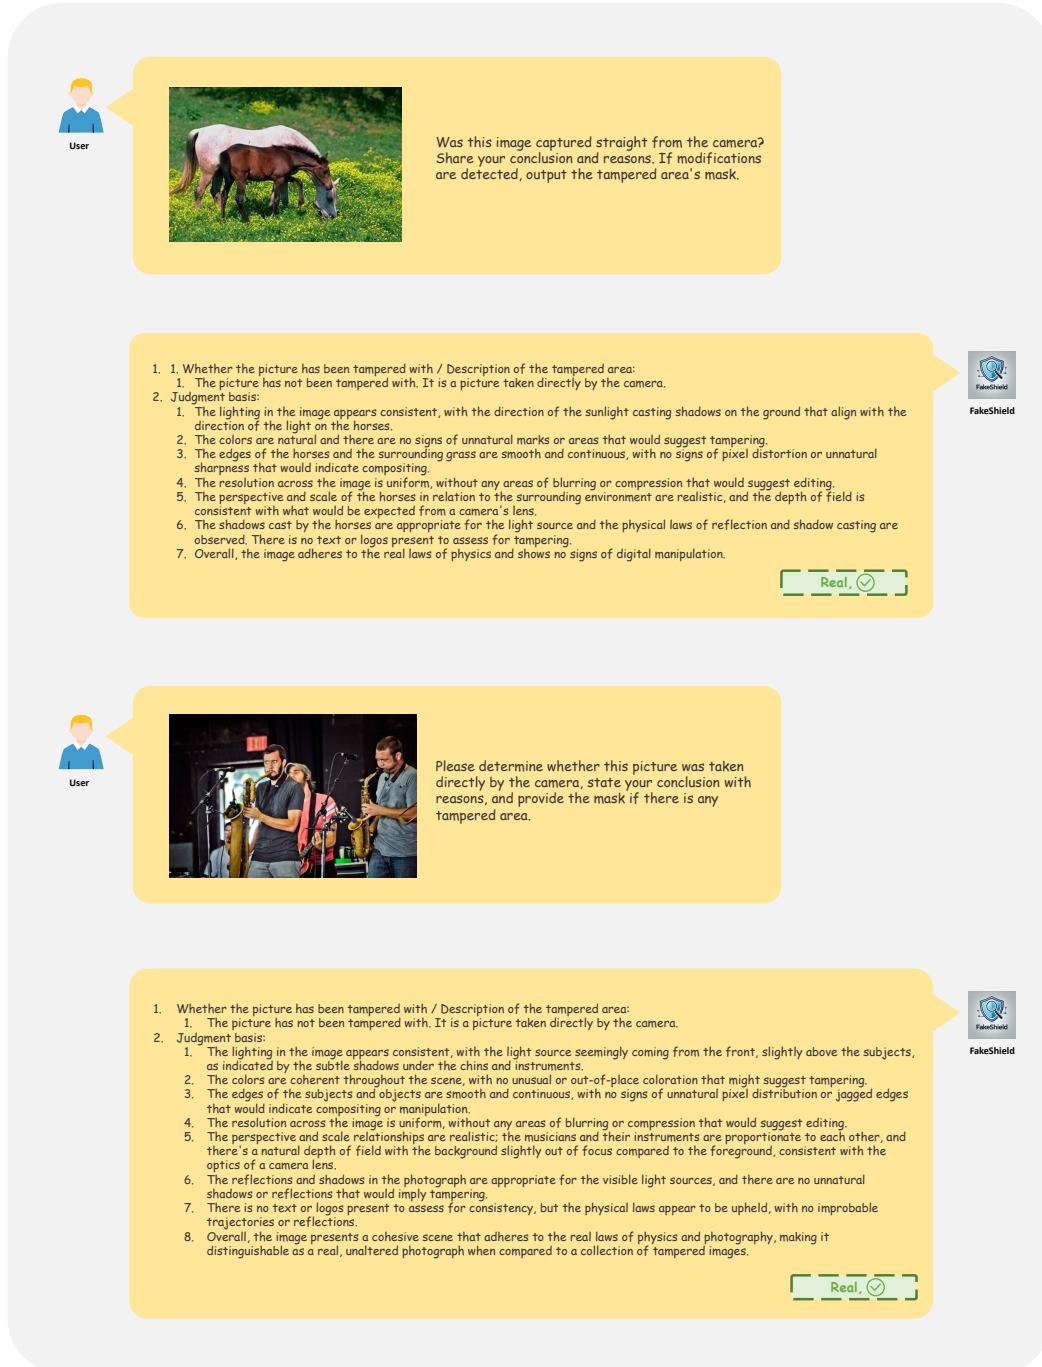 User
Was this image captured straight from the camera?
Share your conclusion and reasons. If modifications
are detected, output the tampered area's mask.
1. 1. Whether the picture has been tampered with / Description of the tampered area:
1. The picture has not been tampered with. It is a picture taken directly by the camera.
2. Judgment basis:
1. The lighting in the image appears consistent, with the direction of the sunlight casting shadows on the ground that align with the
direction of the light on the horses.
2. The colors are natural and there are no signs of unnatural marks or areas that would suggest tampering.
3. The edges of the horses and the surrounding grass are smooth and continuous, with no signs of pixel distortion or unnatural
sharpness that would indicate compositing.
4. The resolution across the image is uniform, without any areas of blurring or compression that would suggest editing.
5. The perspective and scale of the horses in relation to the surrounding environment are realistic, and the depth of field is
consistent with what would be expected from a camera's lens.
6. The shadows cast by the horses are appropriate for the light source and the physical laws of reflection and shadow casting are
observed. There is no text or logos present to assess for tampering.
7. Overall, the image adheres to the real laws of physics and shows no signs of digital manipulation.
Real,
FakeShield
FakeShield
User
EXIT
Please determine whether this picture was taken
directly by the camera, state your conclusion with
reasons, and provide the mask if there is any
tampered area.
1. Whether the picture has been tampered with / Description of the tampered area:
1. The picture has not been tampered with. It is a picture taken directly by the camera.
2. Judgment basis:
1. The lighting in the image appears consistent, with the light source seemingly coming from the front, slightly above the subjects,
as indicated by the subtle shadows under the chins and instruments.
2. The colors are coherent throughout the scene, with no unusual or out-of-place coloration that might suggest tampering.
3. The edges of the subjects and objects are smooth and continuous, with no signs of unnatural pixel distribution or jagged edges
that would indicate compositing or manipulation.
4. The resolution across the image is uniform, without any areas of blurring or compression that would suggest editing.
5. The perspective and scale relationships are realistic; the musicians and their instruments are proportionate to each other, and
there's a natural depth of field with the background slightly out of focus compared to the foreground, consistent with the
optics of a camera lens.
6. The reflections and shadows in the photograph are appropriate for the visible light sources, and there are no unnatural
shadows or reflections that would imply tampering.
7. There is no text or logos present to assess for consistency, but the physical laws appear to be upheld, with no improbable
trajectories or reflections.
8. Overall, the image presents a cohesive scene that adheres to the real laws of physics and photography, making it
distinguishable as a real, unaltered photograph when compared to a collection of tampered images.
Real,
FakeShield
FakeShield